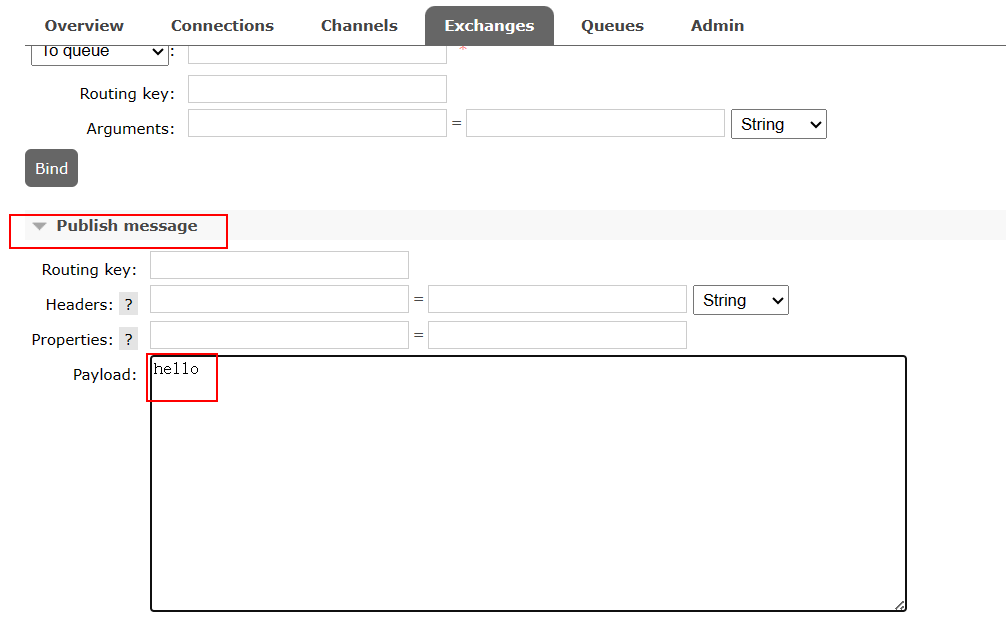 Overview Connections Channels Exchanges Queues Admin
To queue : *
Routing key:
Arguments: = String
Bind
Publish message
Routing key:
Headers: ? = String
Properties: ? =
Payload: hello